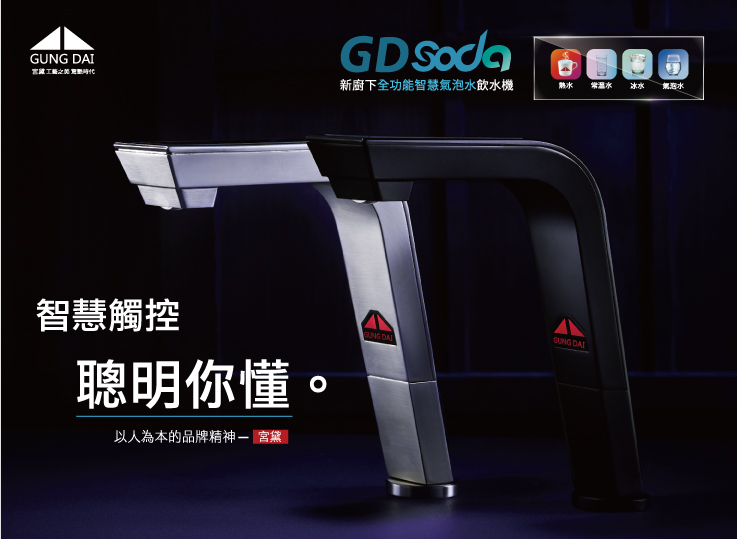 GUNG DAI
宮黛 工藝之美 驚艷時代
GDsoda
新廚下全功能智慧氣泡水飲水機
熱水 常溫水 冰水 氣泡水
智慧觸控
聰明你懂。
以人為本的品牌精神－宮黛
GUNG DAI
GUNG DAI